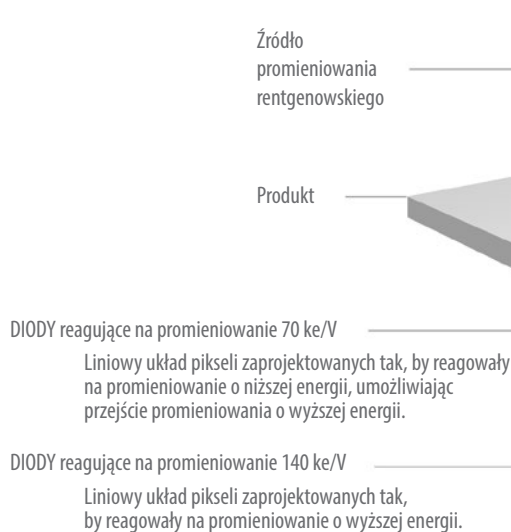 Źródło
promieniowania
rentgenowskiego
Produkt
DIODY reagujące na promieniowanie 70 ke/V
Liniowy układ pikseli zaprojektowanych tak, by reagowały
na promieniowanie o niższej energii, umożliwiając
przejście promieniowania o wyższej energii.
DIODY reagujące na promieniowanie 140 ke/V
Liniowy układ pikseli zaprojektowanych tak,
by reagowały na promieniowanie o wyższej energii.